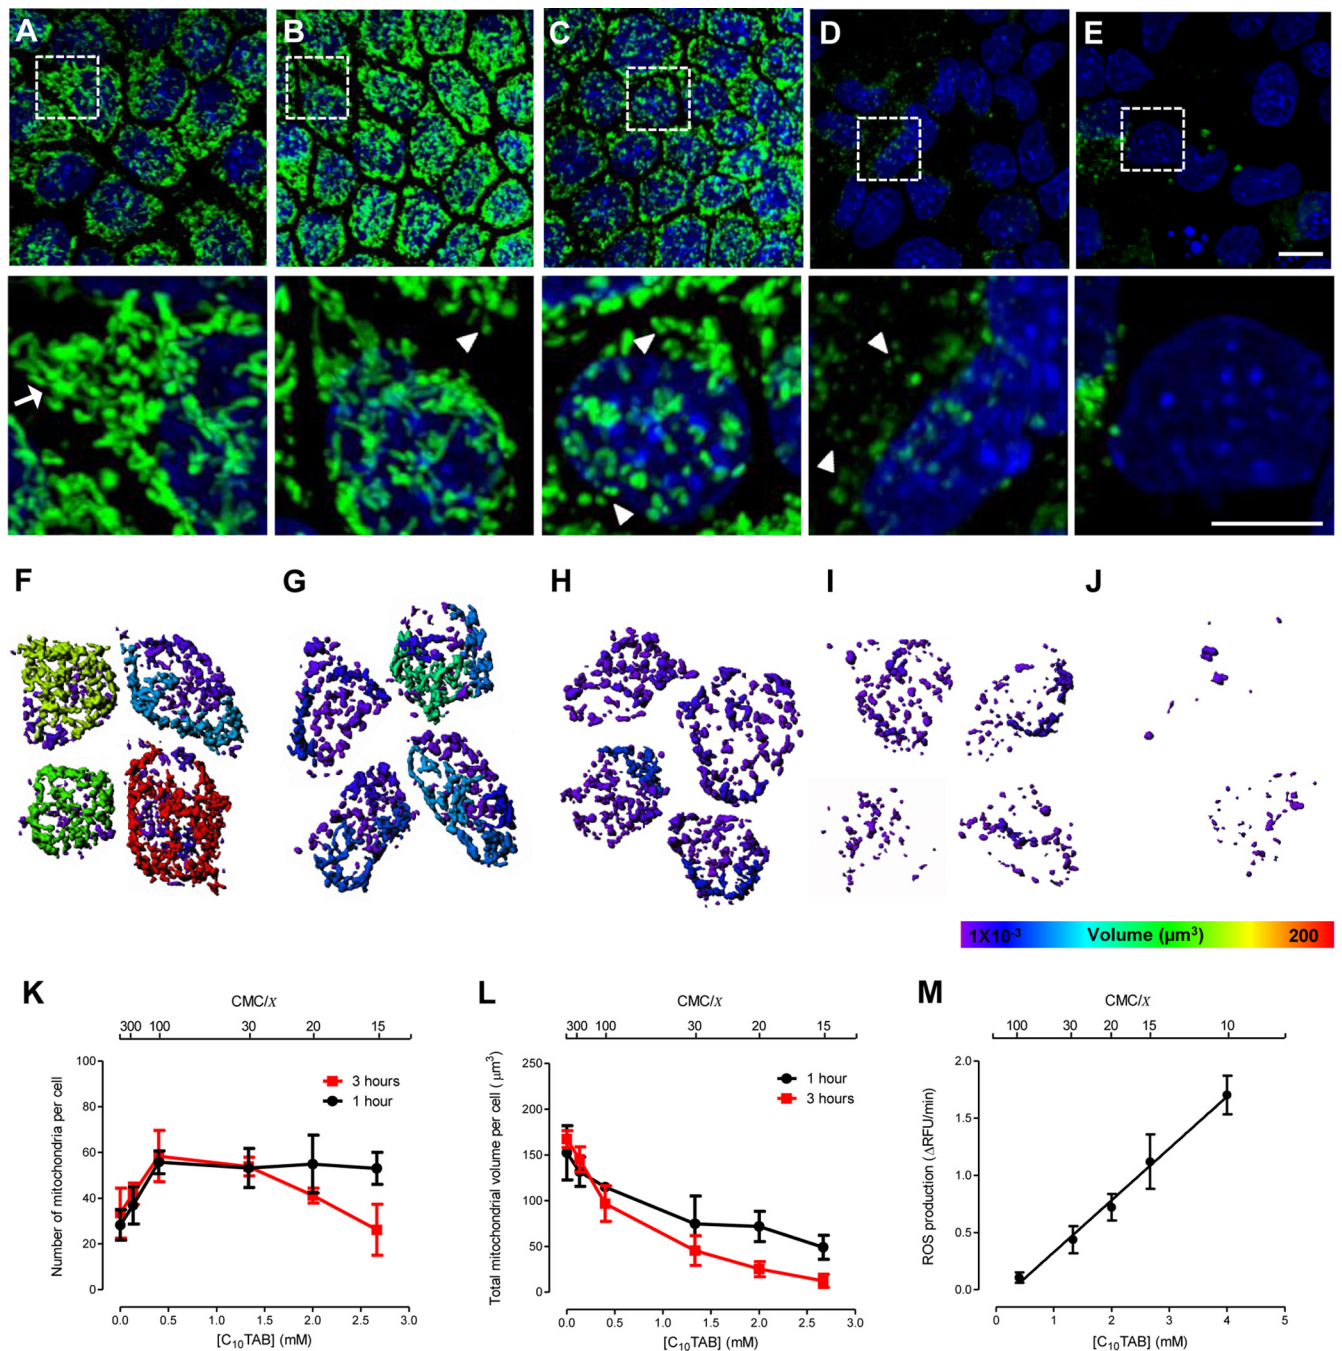 A
B
C
D
E
F
G
H
I
J
1X10⁻³ Volume (µm³) 200
K
CMC/x
300 100 30 20 15
Number of mitochondria per cell
100
80
60
40
20
0
3 hours
1 hour
0.0 0.5 1.0 1.5 2.0 2.5 3.0
[C₁₀TAB] (mM)
L
CMC/x
300 100 30 20 15
Total mitochondrial volume per cell ( µm³)
250
200
150
100
50
0
1 hour
3 hours
0.0 0.5 1.0 1.5 2.0 2.5 3.0
[C₁₀TAB] (mM)
M
CMC/x
100 30 20 15 10
ROS production (ΔRFU/min)
2.0
1.5
1.0
0.5
0.0
0 1 2 3 4 5
[C₁₀TAB] (mM)